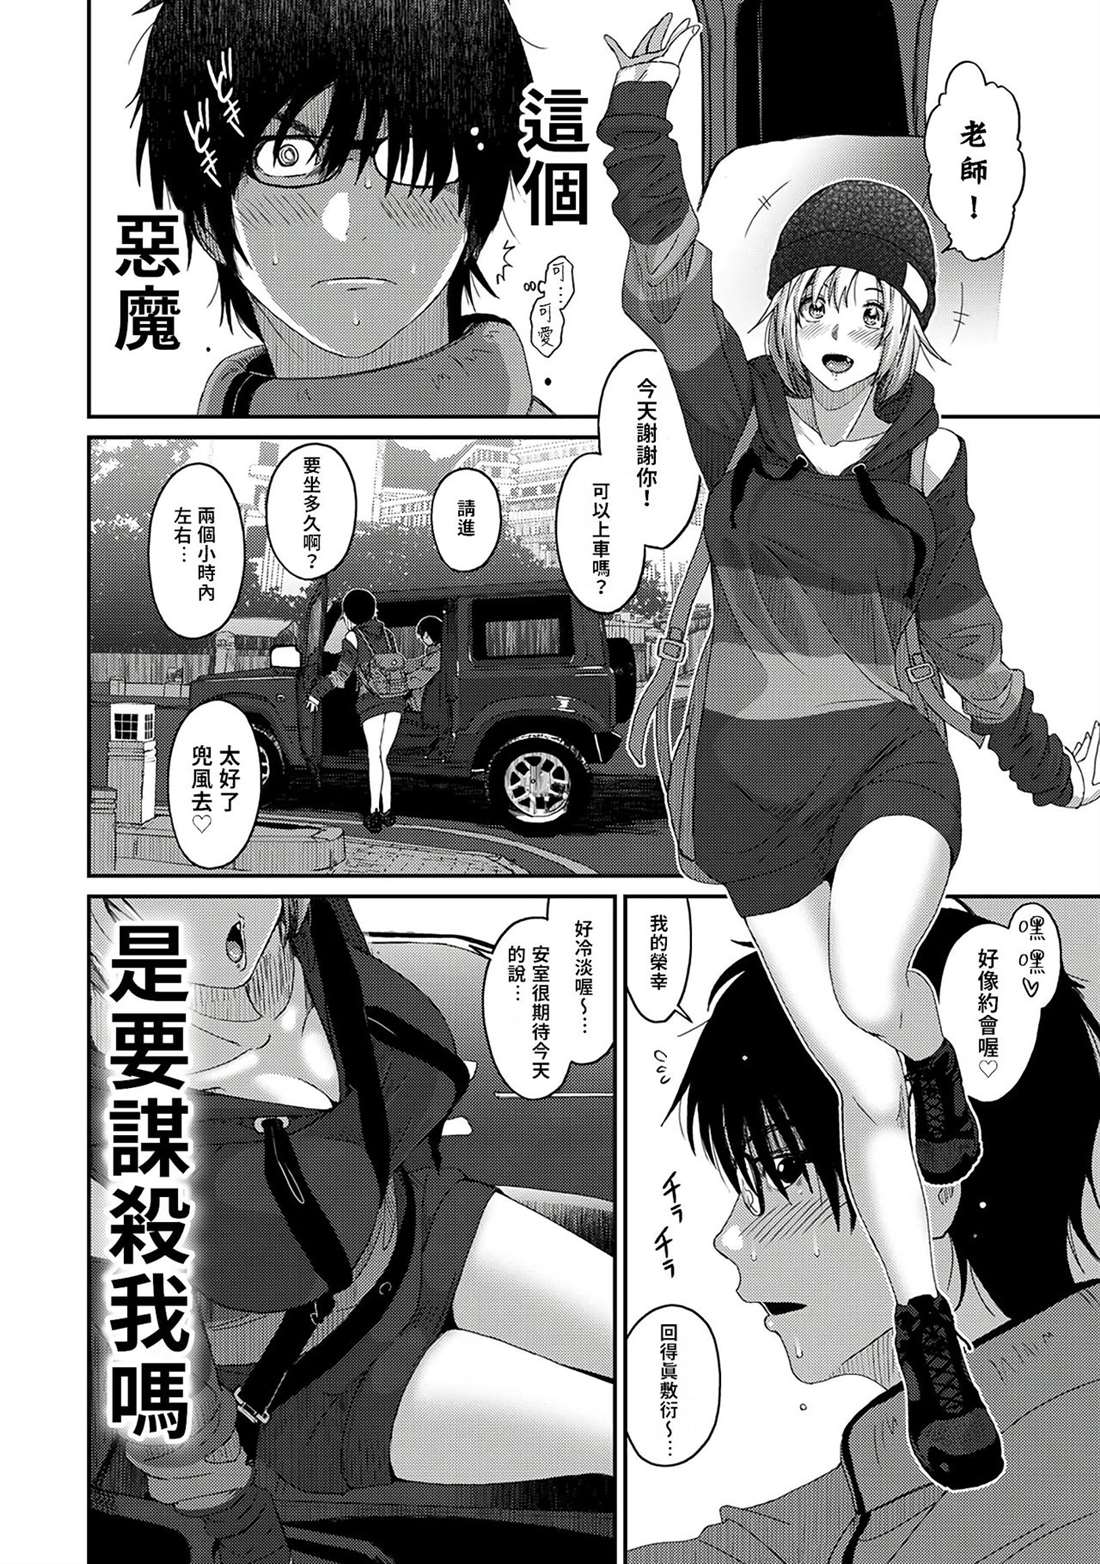 老師！
這個
可…
可愛
ドキ
ドキ
惡魔
今天謝謝你！
可以上車嗎？
請進
要坐多久啊？
兩個小時內
左右…
太好了
兜風去♡
嘿嘿♡
好像約會喔♡
我的榮幸
チラ
チラ
回得真敷衍～…
好冷淡喔～…
安室很期待今天
的說…
是要謀殺我嗎